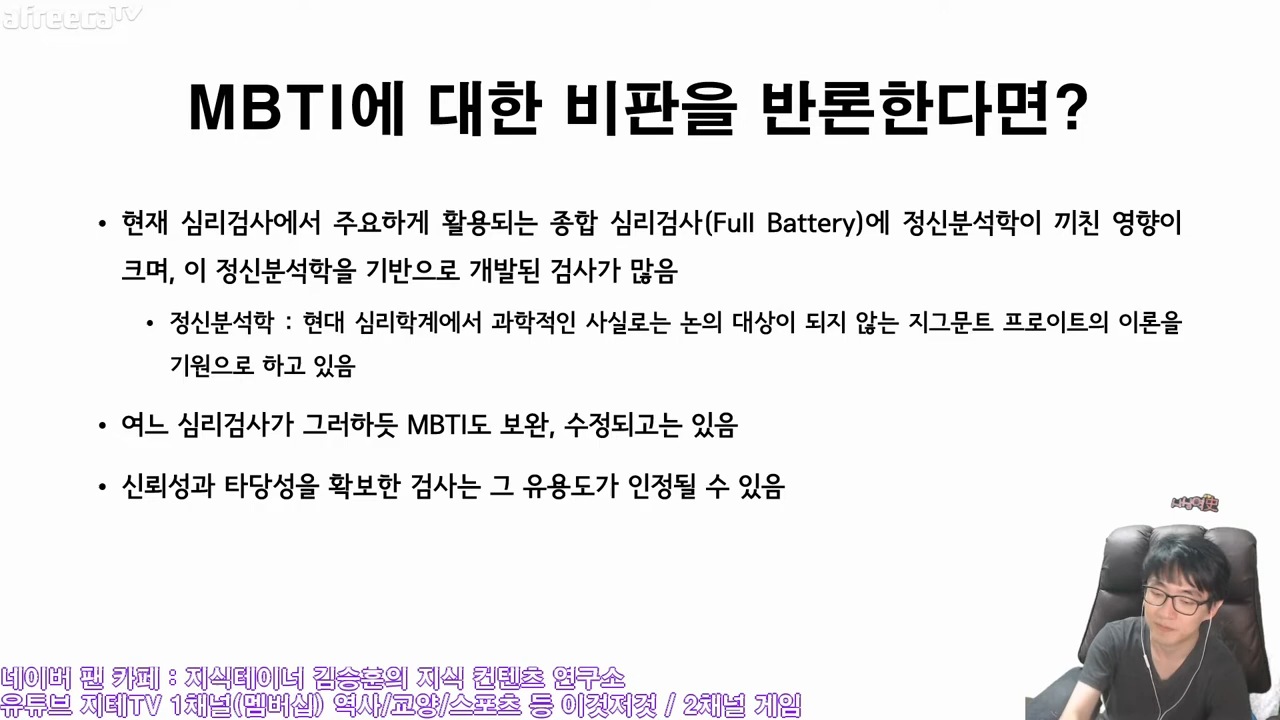 afreecaTV
MBTI에 대한 비판을 반론한다면?
• 현재 심리검사에서 주요하게 활용되는 종합 심리검사(Full Battery)에 정신분석학이 끼친 영향이
크며, 이 정신분석학을 기반으로 개발된 검사가 많음
• 정신분석학 : 현대 심리학계에서 과학적인 사실로는 논의 대상이 되지 않는 지그문트 프로이트의 이론을
기원으로 하고 있음
• 여느 심리검사가 그러하듯 MBTI도 보완, 수정되고는 있음
• 신뢰성과 타당성을 확보한 검사는 그 유용도가 인정될 수 있음
네이버 팬 카페 : 지식테이너 김승훈의 지식 컨텐츠 연구소
유튜브 지테TV 1채널(멤버십) 역사/교양/스포츠 등 이것저것 / 2채널 게임